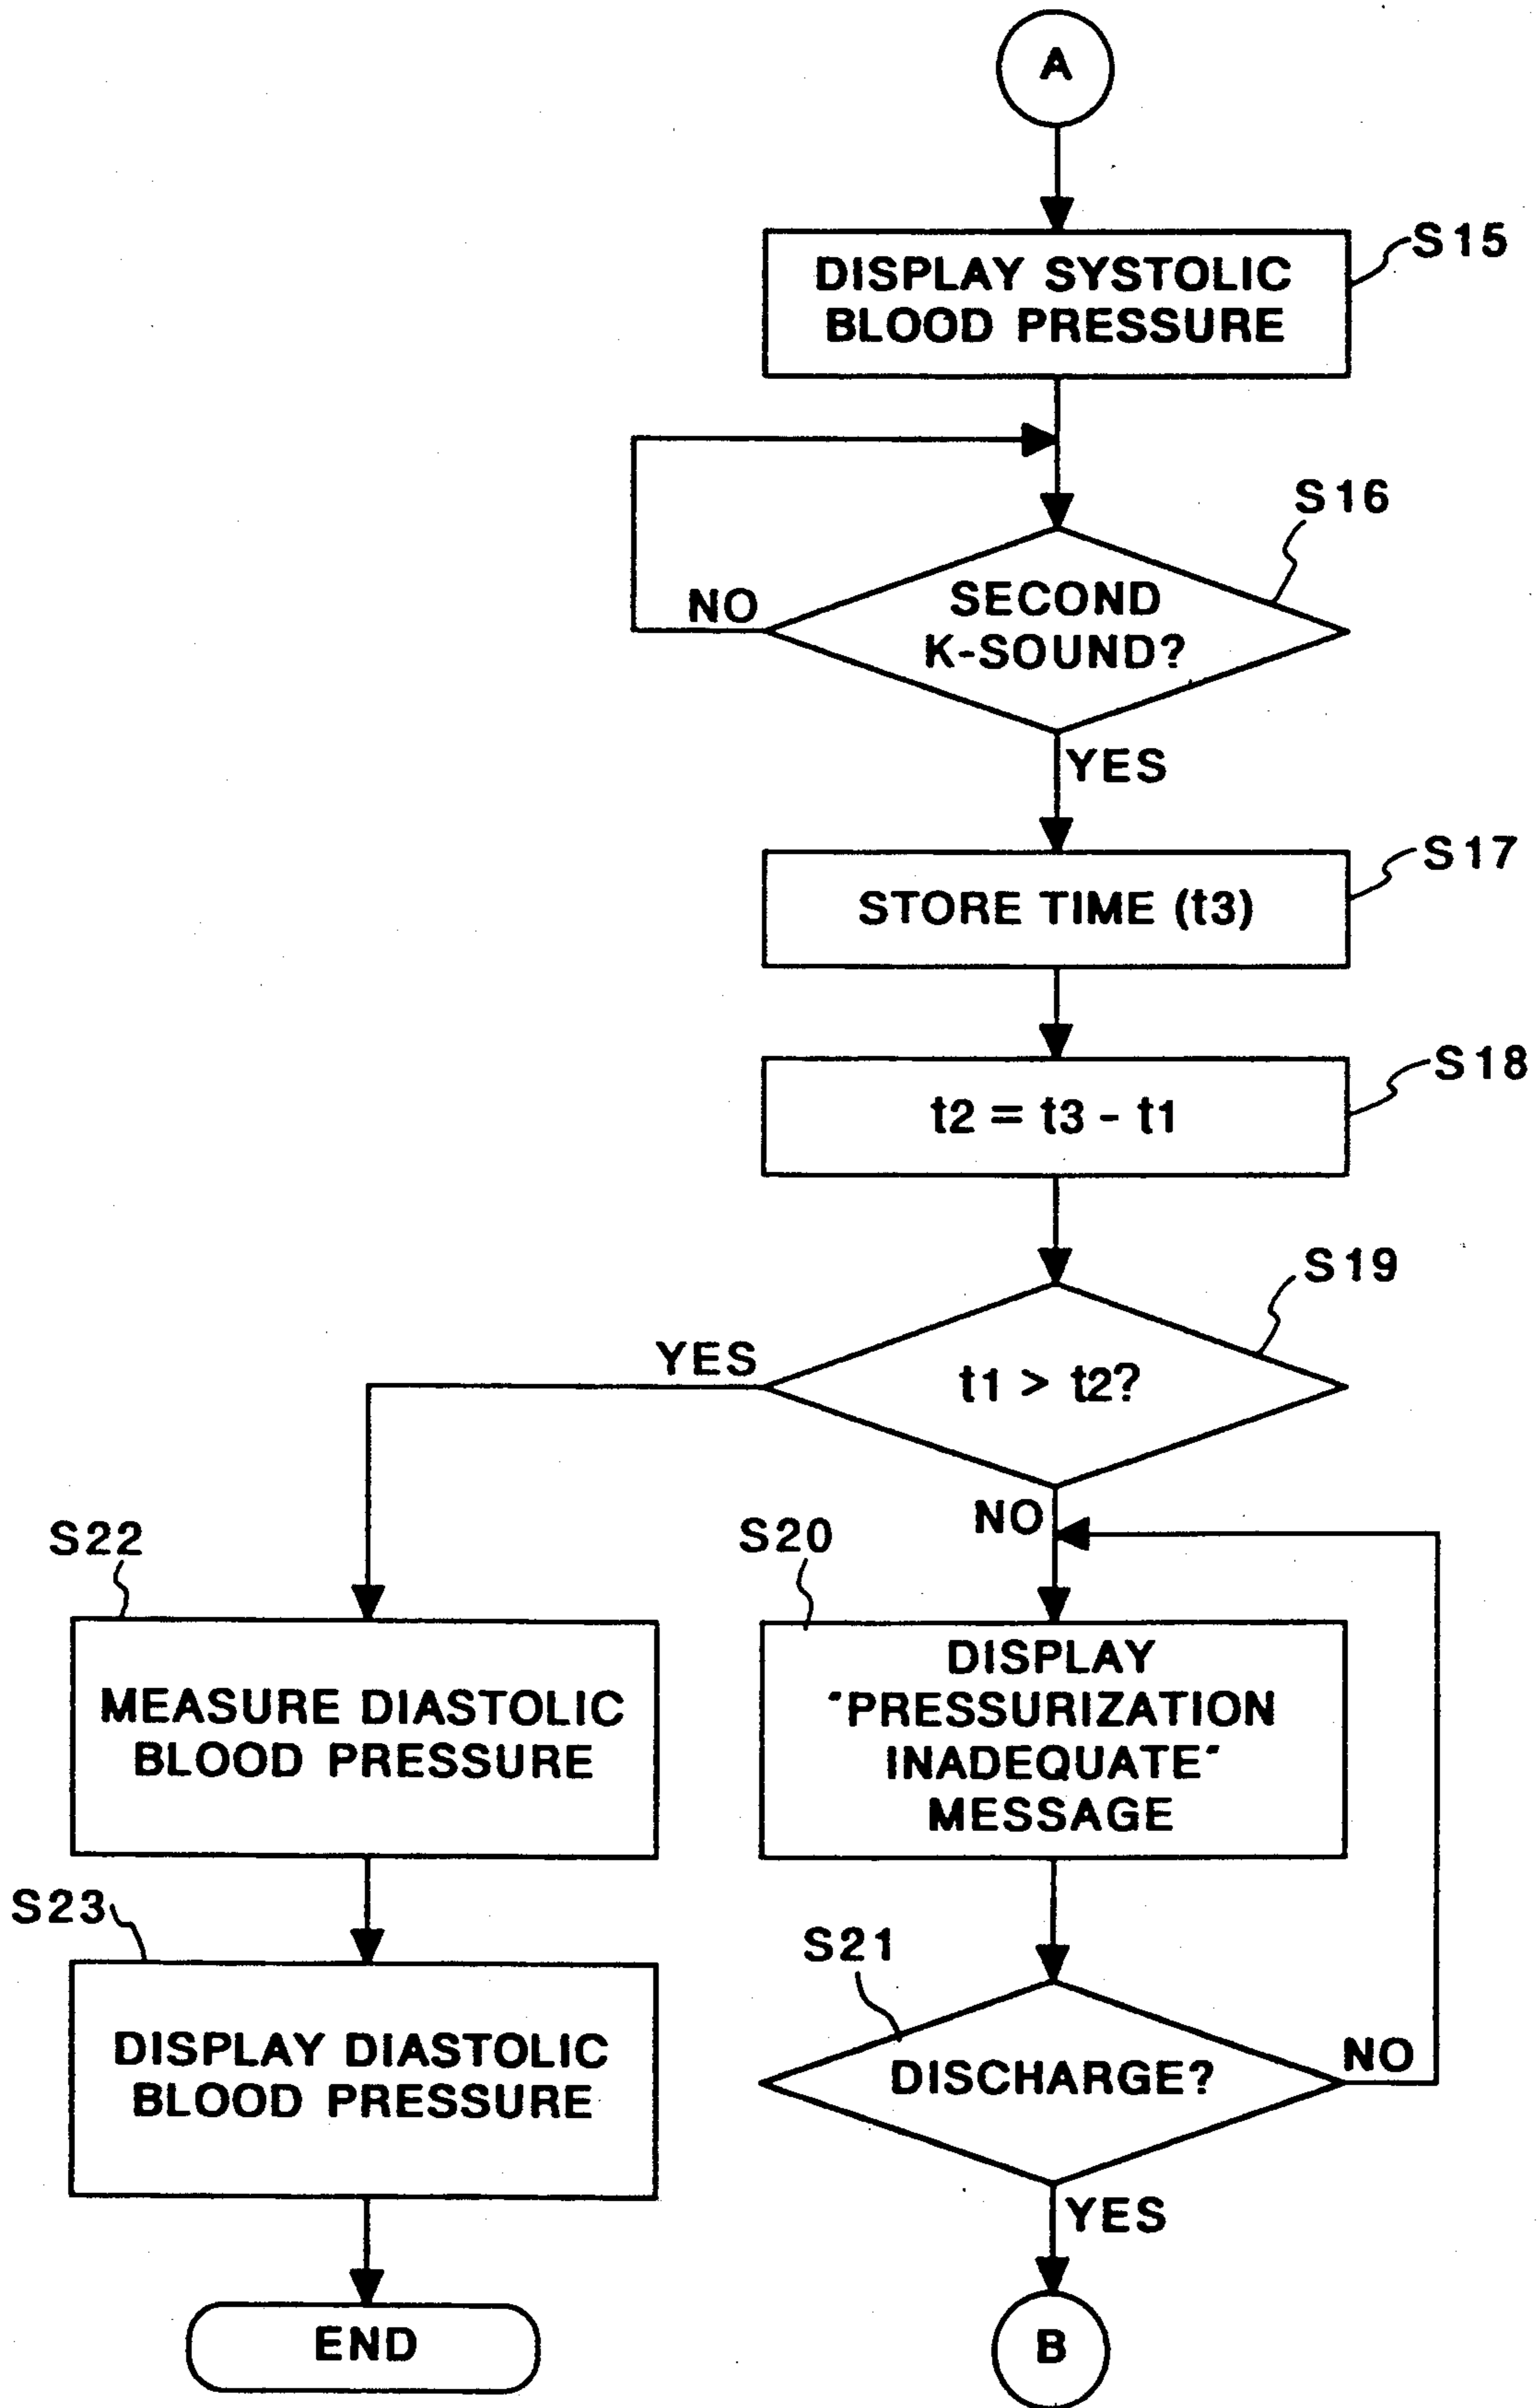 A
S15
DISPLAY SYSTOLIC
BLOOD PRESSURE
S16
NO
SECOND
K-SOUND?
YES
S17
STORE TIME (t3)
S18
t2 = t3 - t1
S19
YES
t1 > t2?
NO
S22
S20
MEASURE DIASTOLIC
BLOOD PRESSURE
DISPLAY
"PRESSURIZATION
INADEQUATE"
MESSAGE
S23
S21
DISPLAY DIASTOLIC
BLOOD PRESSURE
DISCHARGE?
NO
YES
END
B